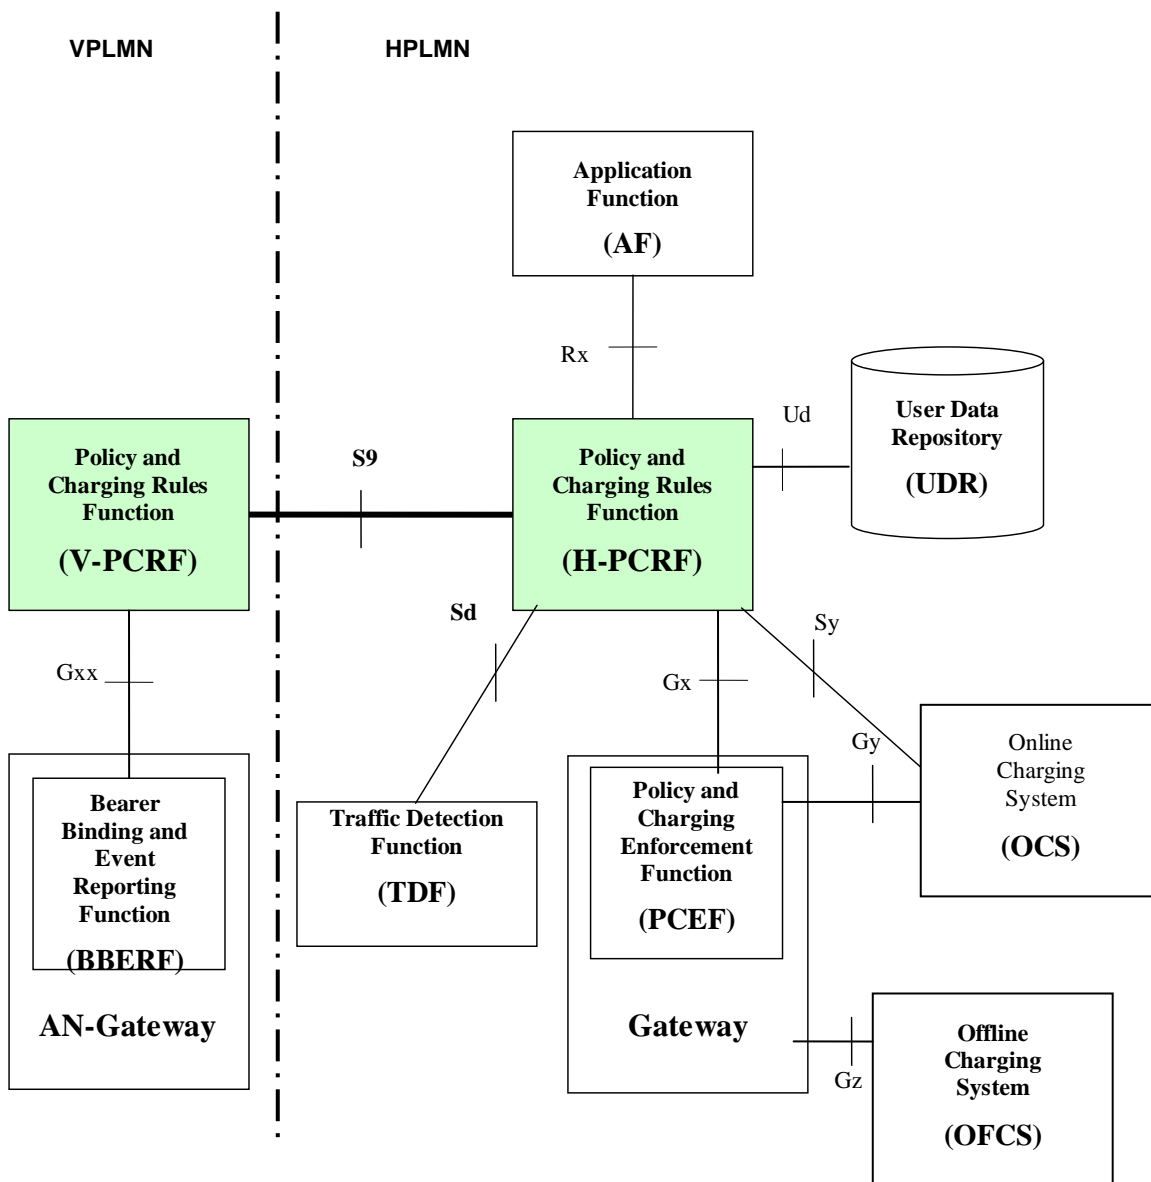 VPLMN
HPLMN
Application
Function
(AF)
Rx
Ud
User Data
Repository
(UDR)
Policy and
Charging Rules
Function
(V-PCRF)
S9
Policy and
Charging Rules
Function
(H-PCRF)
Gxx
Sd
Gx
Sy
Gy
Bearer
Binding and
Event
Reporting
Function
(BBERF)
AN-Gateway
Traffic Detection
Function
(TDF)
Policy and
Charging
Enforcement
Function
(PCEF)
Gateway
Online
Charging
System
(OCS)
Gz
Offline
Charging
System
(OFCS)